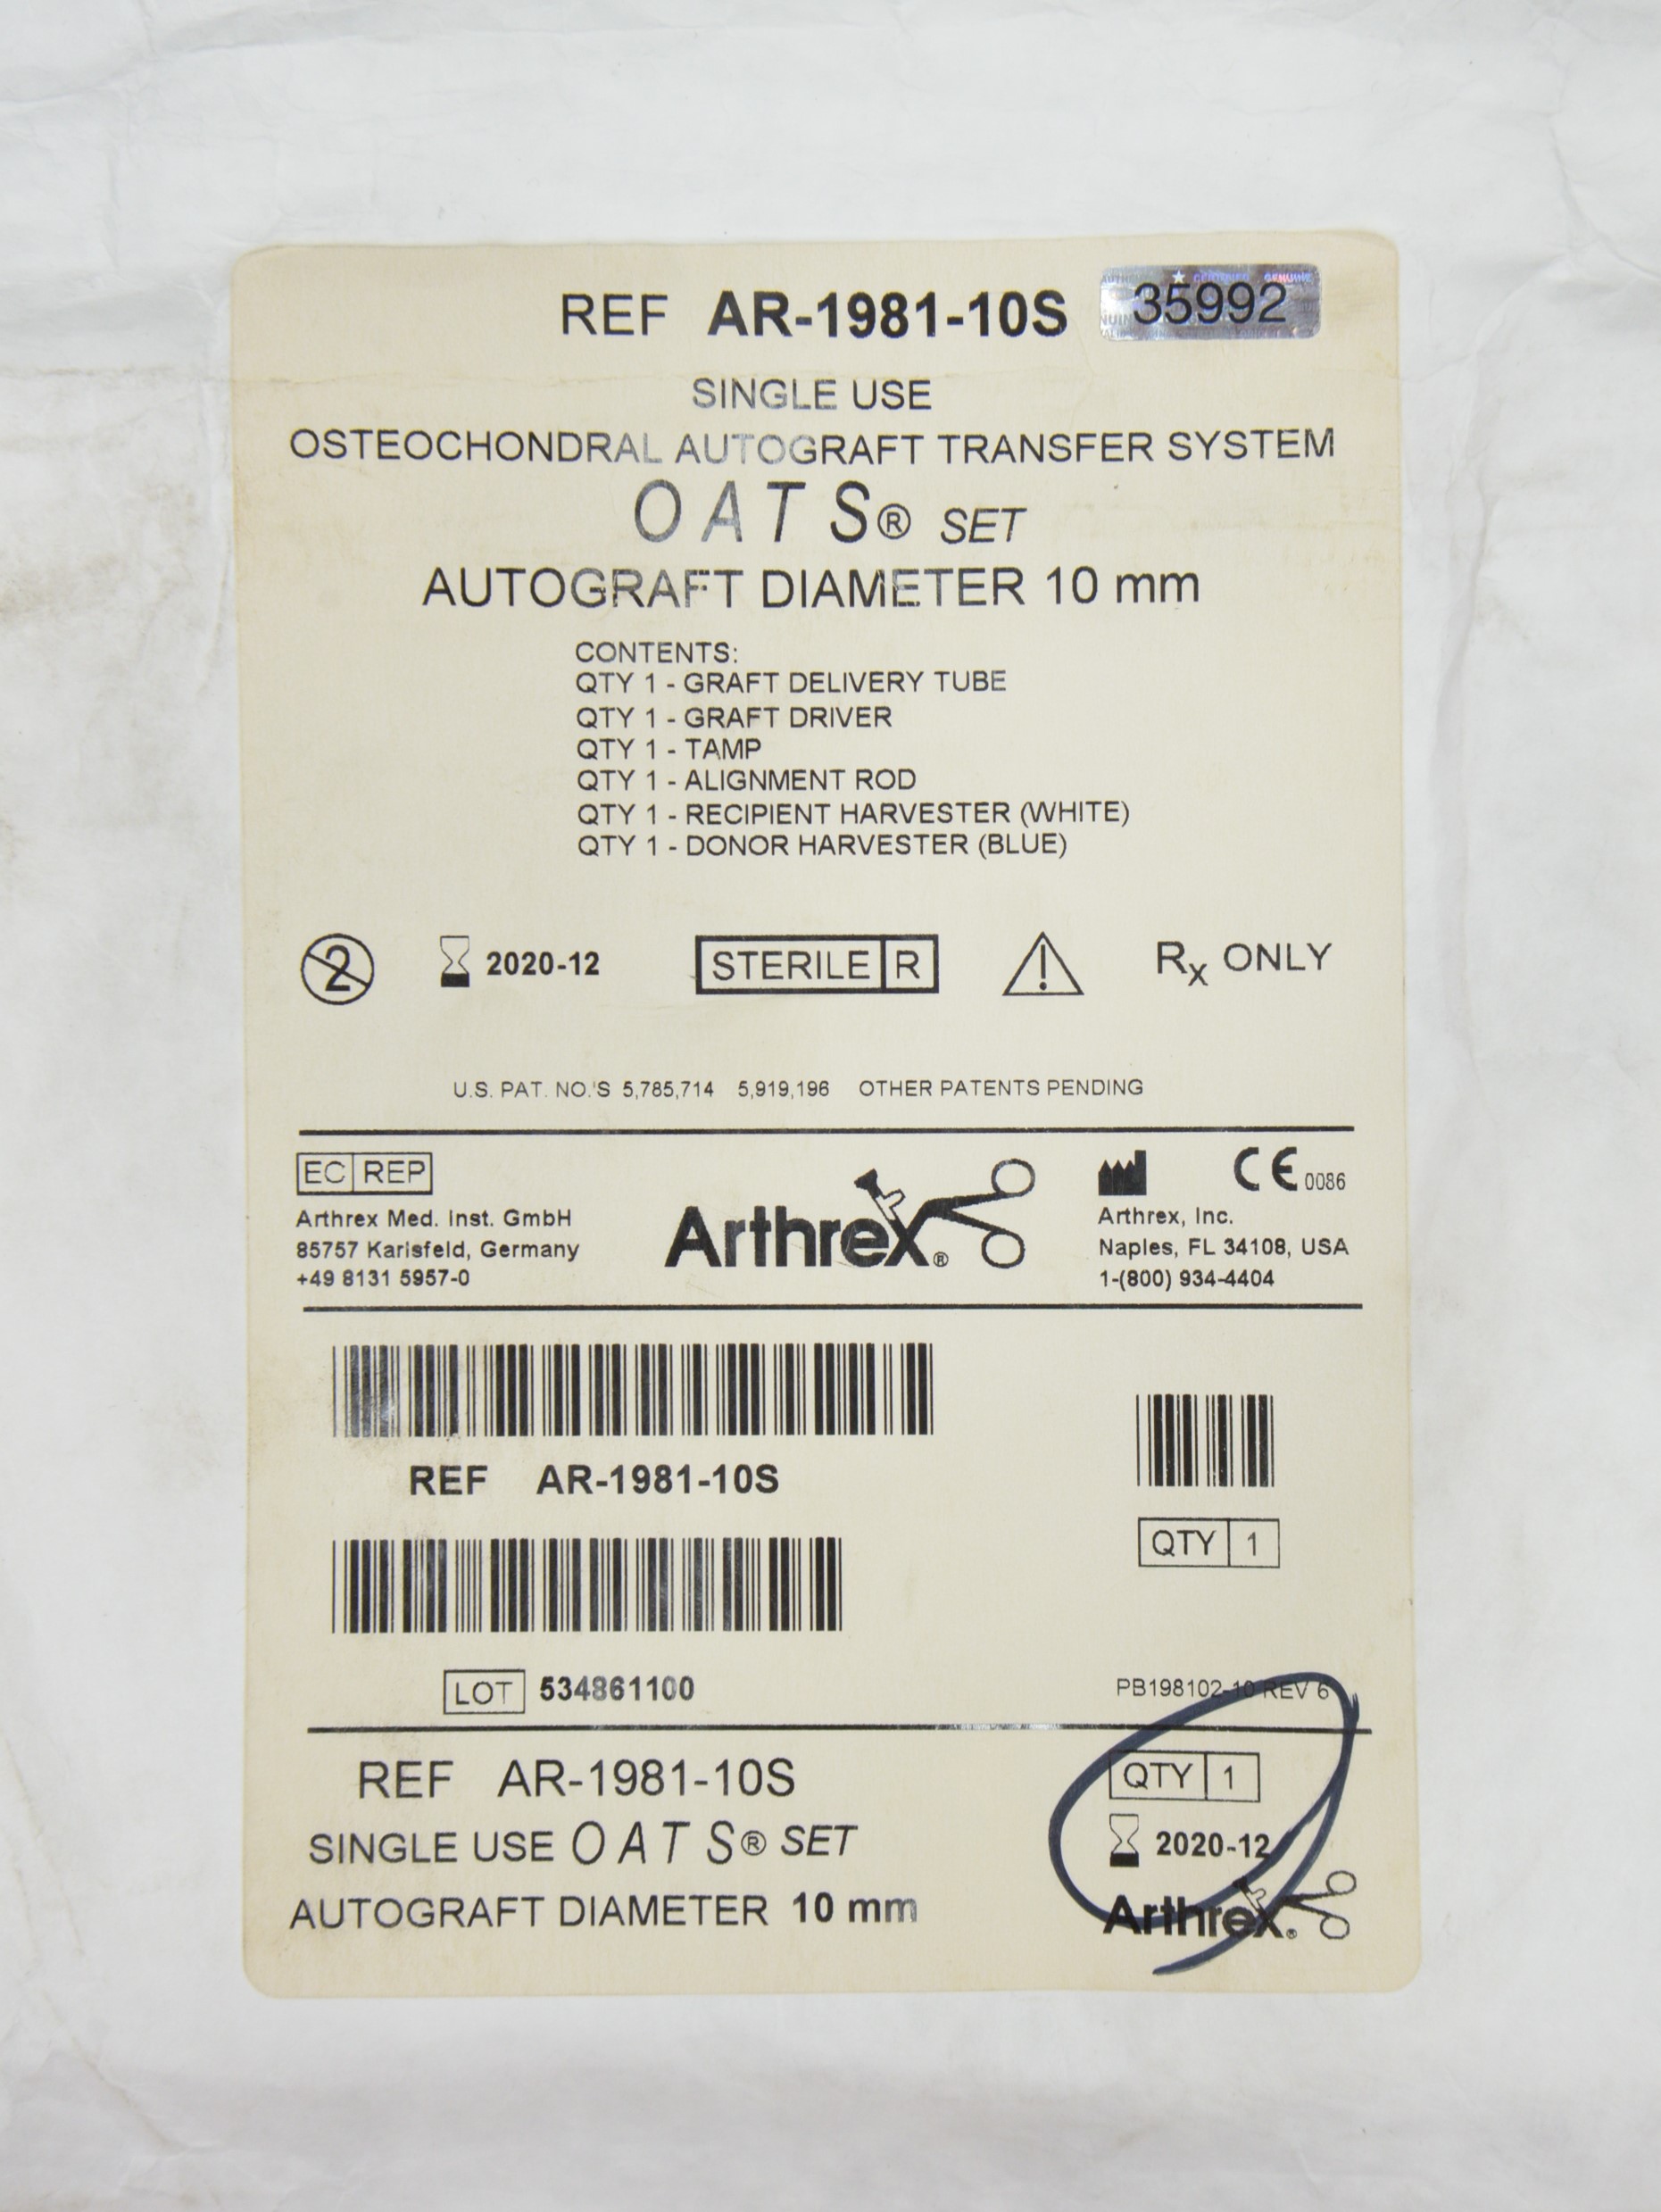 REF AR-1981-10S 35992
SINGLE USE
OSTEOCHONDRAL AUTOGRAFT TRANSFER SYSTEM
OATS® SET
AUTOGRAFT DIAMETER 10 mm
CONTENTS:
QTY 1 - GRAFT DELIVERY TUBE
QTY 1 - GRAFT DRIVER
QTY 1 - TAMP
QTY 1 - ALIGNMENT ROD
QTY 1 - RECIPIENT HARVESTER (WHITE)
QTY 1 - DONOR HARVESTER (BLUE)
2 2020-12 STERILE R ! Rx ONLY
U.S. PAT. NO.'S 5,785,714 5,919,196 OTHER PATENTS PENDING
EC REP
Arthrex Med. Inst. GmbH
85757 Karlsfeld, Germany
+49 8131 5957-0
Arthrex®
CE 0086
Arthrex, Inc.
Naples, FL 34108, USA
1-(800) 934-4404
REF AR-1981-10S
QTY 1
LOT 534861100
PB198102-10 REV 6
REF AR-1981-10S
SINGLE USE OATS® SET
AUTOGRAFT DIAMETER 10 mm
QTY 1
2020-12
Arthrex®